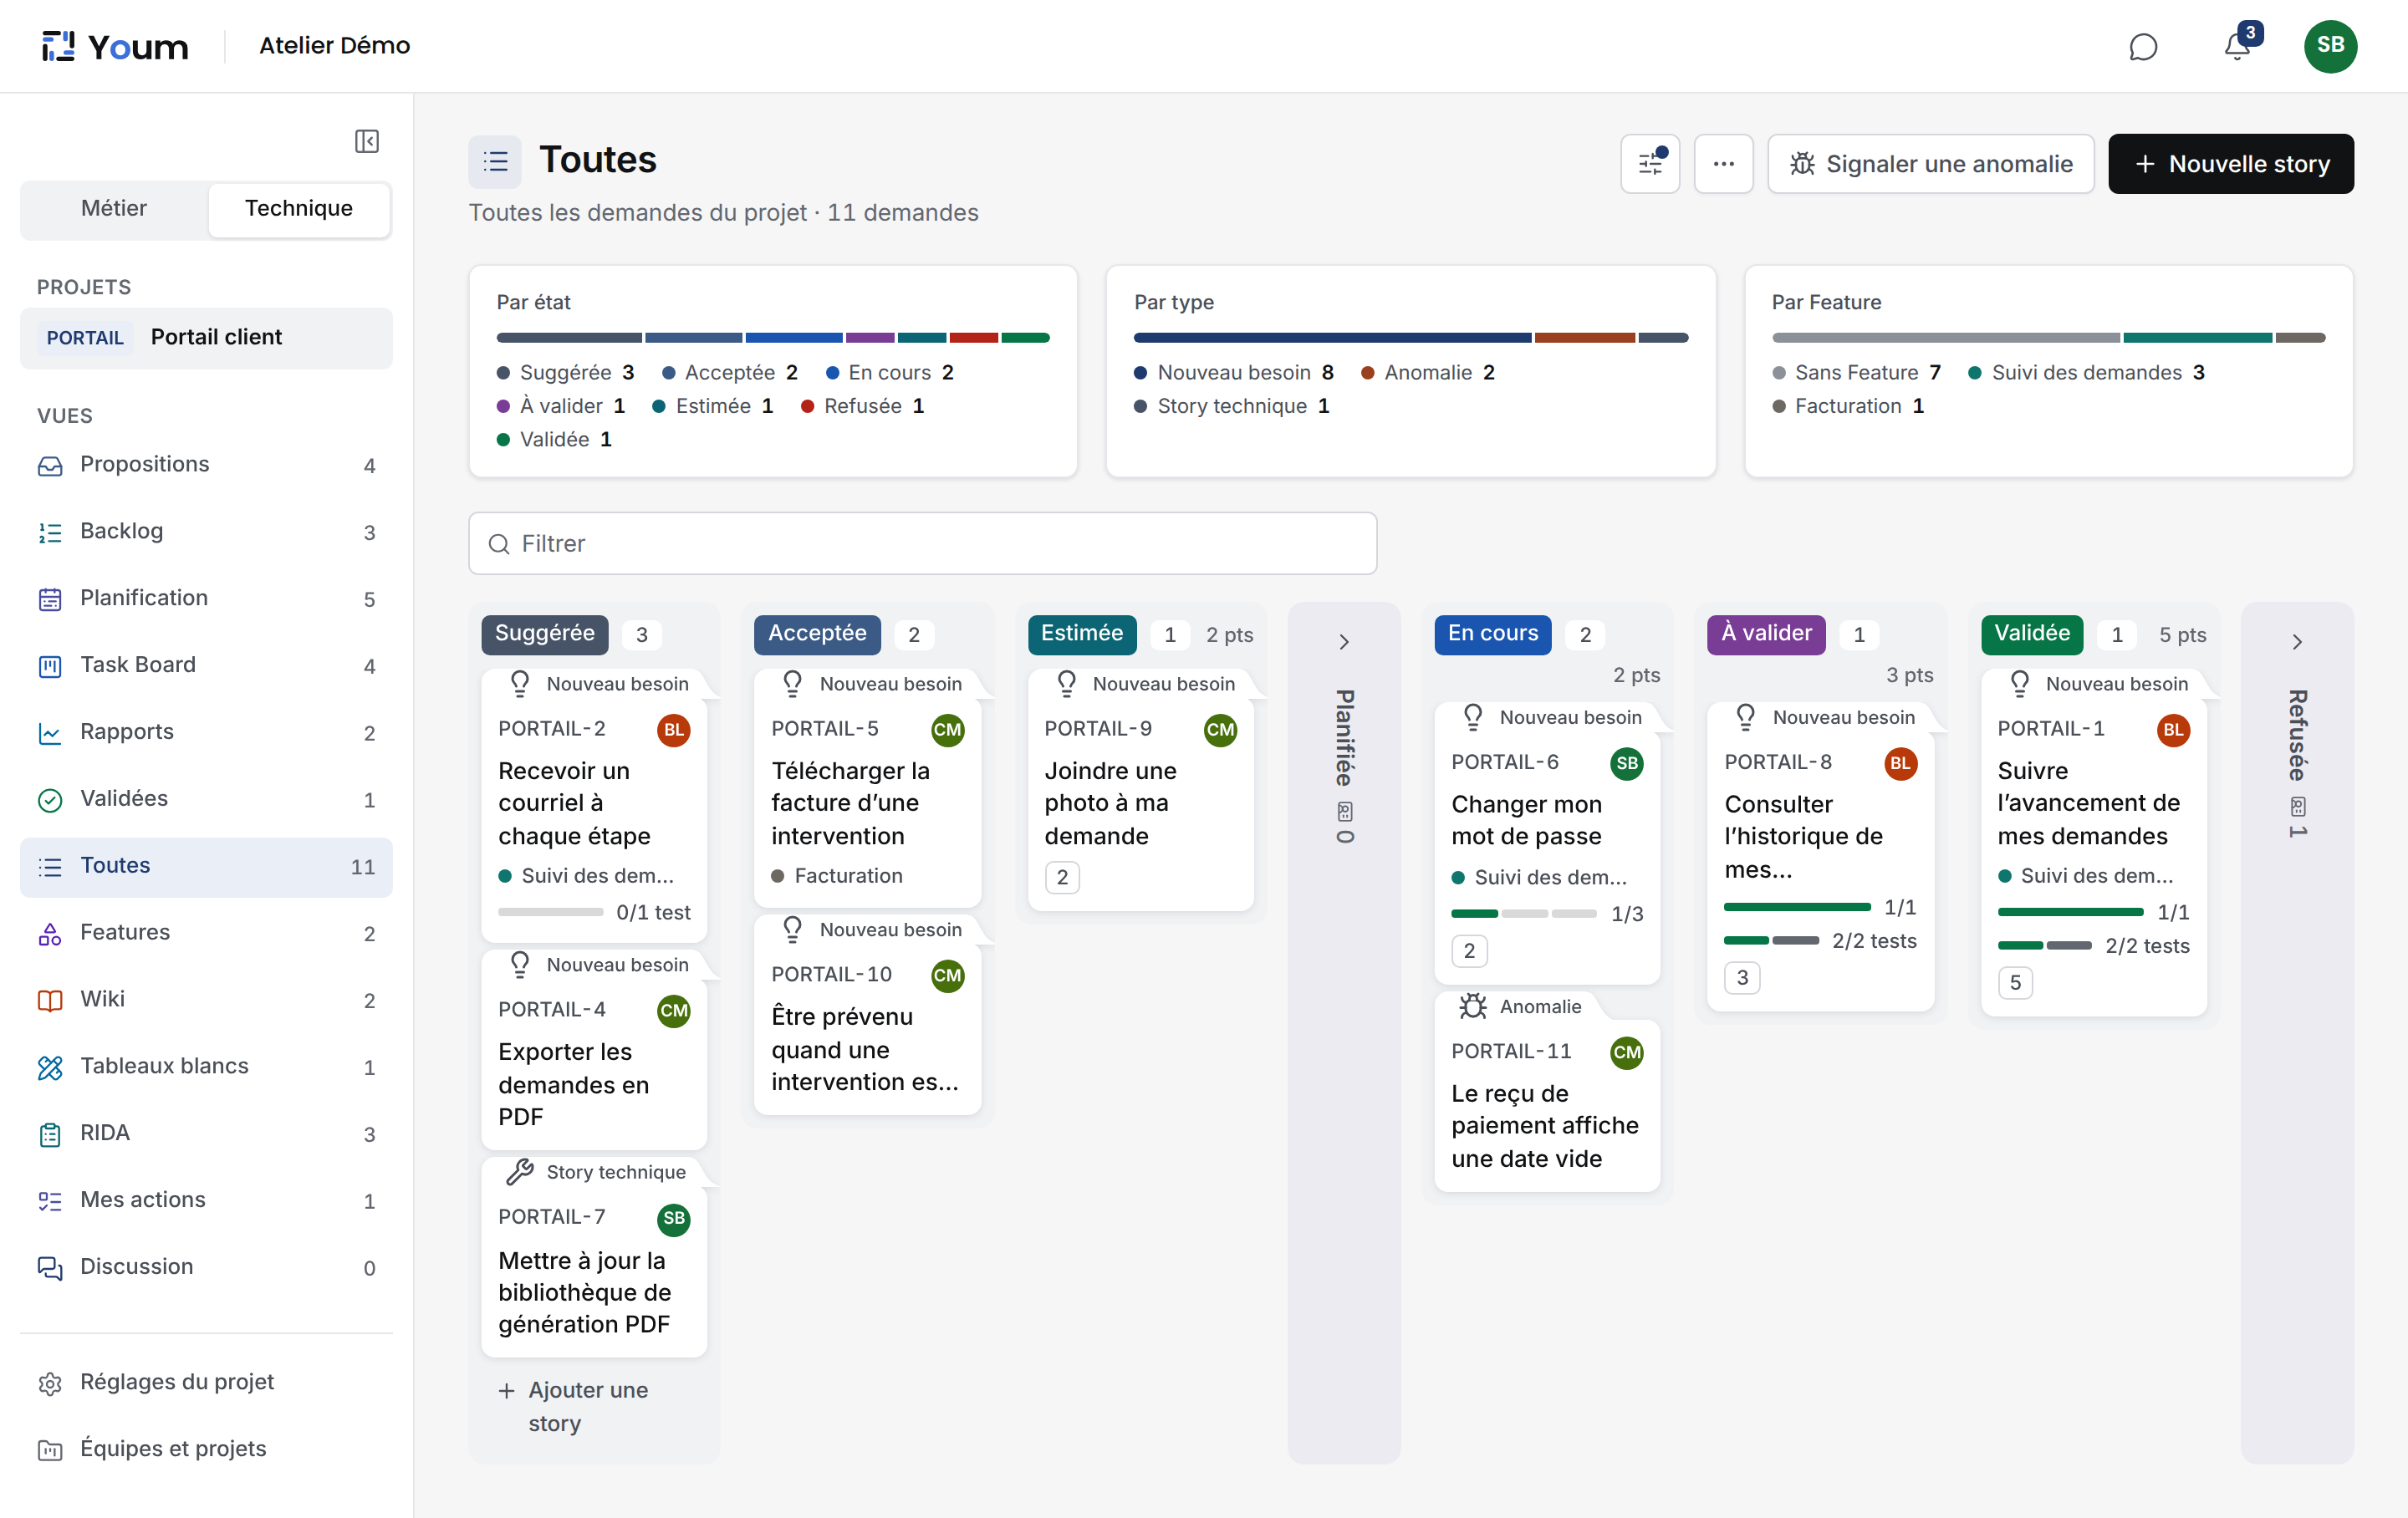 Youm
Atelier Démo
3
SB
Métier
Technique
PROJETS
PORTAIL Portail client
VUES
Propositions 4
Backlog 3
Planification 5
Task Board 4
Rapports 2
Validées 1
Toutes 11
Features 2
Wiki 2
Tableaux blancs 1
RIDA 3
Mes actions 1
Discussion 0
Réglages du projet
Équipes et projets
Toutes
Toutes les demandes du projet · 11 demandes
Signaler une anomalie
Nouvelle story
Par état
Suggérée 3 Acceptée 2 En cours 2
À valider 1 Estimée 1 Refusée 1
Validée 1
Par type
Nouveau besoin 8 Anomalie 2
Story technique 1
Par Feature
Sans Feature 7 Suivi des demandes 3
Facturation 1
Filtrer
Suggérée 3
Nouveau besoin
PORTAIL-2 BL
Recevoir un
courriel à
chaque étape
Suivi des dem…
0/1 test
Nouveau besoin
PORTAIL-4 CM
Exporter les
demandes en
PDF
Story technique
PORTAIL-7 SB
Mettre à jour la
bibliothèque de
génération PDF
Ajouter une
story
Acceptée 2
Nouveau besoin
PORTAIL-5 CM
Télécharger la
facture d’une
intervention
Facturation
Nouveau besoin
PORTAIL-10 CM
Être prévenu
quand une
intervention es…
Estimée 1 2 pts
Nouveau besoin
PORTAIL-9 CM
Joindre une
photo à ma
demande
2
Planifiée 0
En cours 2
2 pts
Nouveau besoin
PORTAIL-6 SB
Changer mon
mot de passe
Suivi des dem…
1/3
2
Anomalie
PORTAIL-11 CM
Le reçu de
paiement affiche
une date vide
À valider 1
3 pts
Nouveau besoin
PORTAIL-8 BL
Consulter
l’historique de
mes…
1/1
2/2 tests
3
Validée 1 5 pts
Nouveau besoin
PORTAIL-1 BL
Suivre
l’avancement de
mes demandes
Suivi des dem…
1/1
2/2 tests
5
Refusée 1